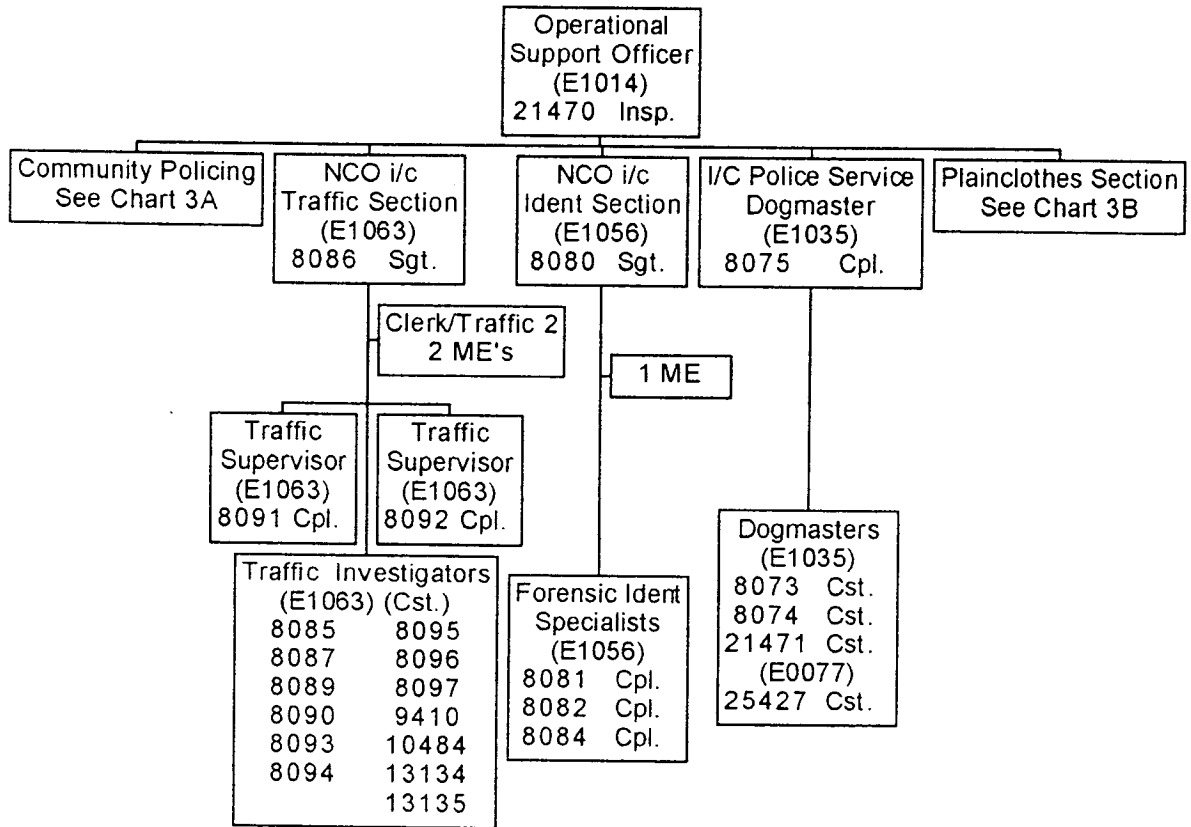 Operational
Support Officer
(E1014)
21470 Insp.
Community Policing
See Chart 3A
NCO i/c
Traffic Section
(E1063)
8086 Sgt.
NCO i/c
Ident Section
(E1056)
8080 Sgt.
I/C Police Service
Dogmaster
(E1035)
8075 Cpl.
Plainclothes Section
See Chart 3B
Clerk/Traffic 2
2 ME's
1 ME
Traffic
Supervisor
(E1063)
8091 Cpl.
Traffic
Supervisor
(E1063)
8092 Cpl.
Traffic Investigators
(E1063) (Cst.)
8085 8095
8087 8096
8089 8097
8090 9410
8093 10484
8094 13134
13135
Forensic Ident
Specialists
(E1056)
8081 Cpl.
8082 Cpl.
8084 Cpl.
Dogmasters
(E1035)
8073 Cst.
8074 Cst.
21471 Cst.
(E0077)
25427 Cst.